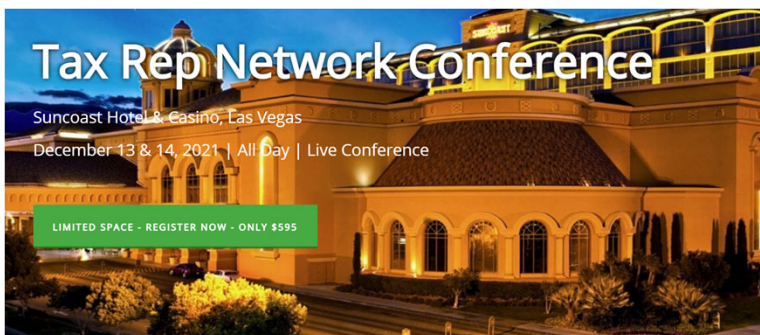 SUNCOAST
Tax Rep Network Conference
Suncoast Hotel & Casino, Las Vegas
December 13 & 14, 2021 | All Day | Live Conference
LIMITED SPACE - REGISTER NOW - ONLY $595